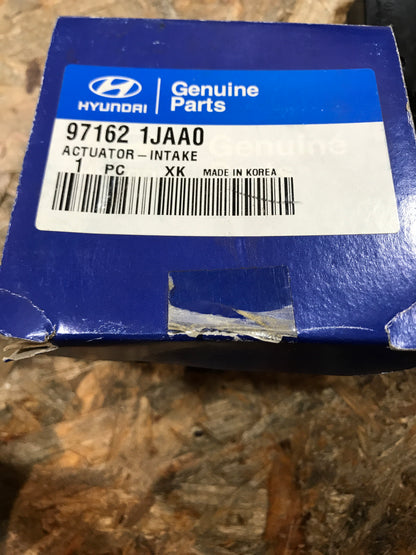 HYUNDAI
Genuine
Parts
97162 1JAA0
Genuine
ACTUATOR-INTAKE
1 PC XK MADE IN KOREA